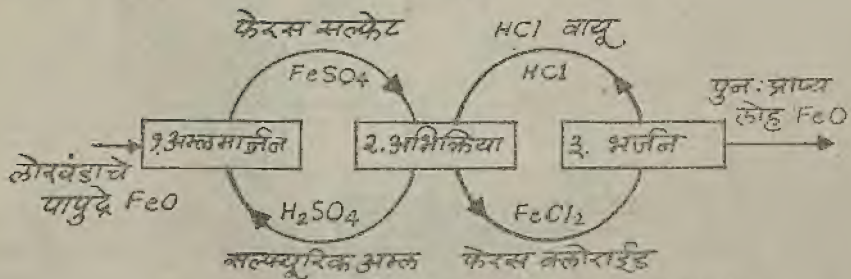 फेरस सल्फेट
FeSO₄
HCl वायू
HCl
पुनःप्राप्य
लोह FeO
१.अम्लमार्जन
२.अभिक्रिया
३. भर्जन
लोखंडाचे
पापुद्रे FeO
H₂SO₄
सल्फ्यूरिक अम्ल
FeCl₂
फेरस क्लोराईड